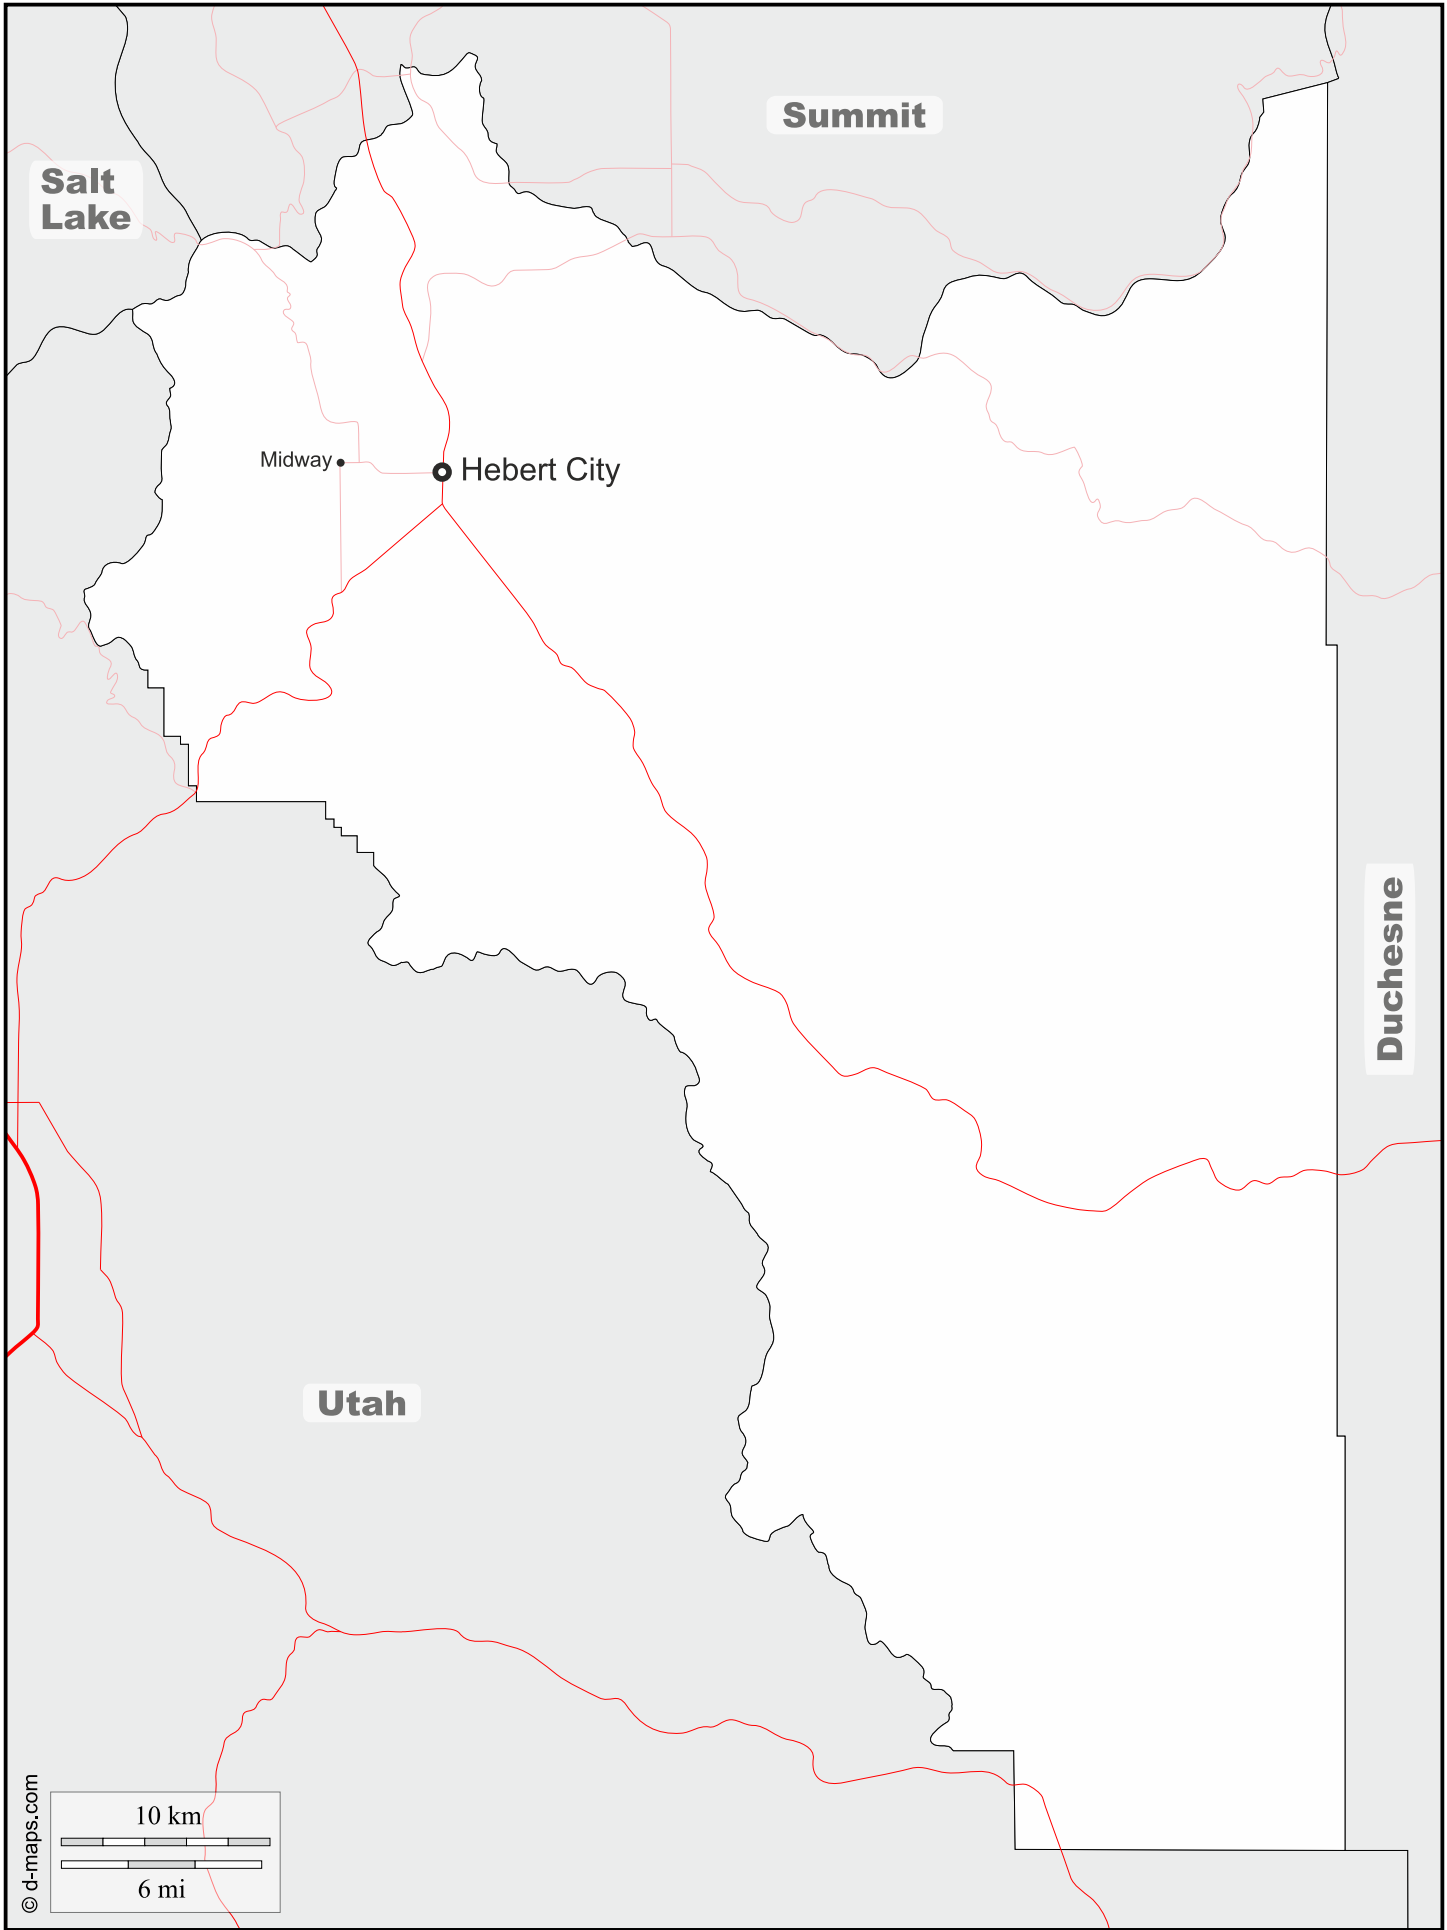 Summit
Salt
Lake
Midway
Hebert City
Duchesne
Utah
10 km
6 mi
© d-maps.com